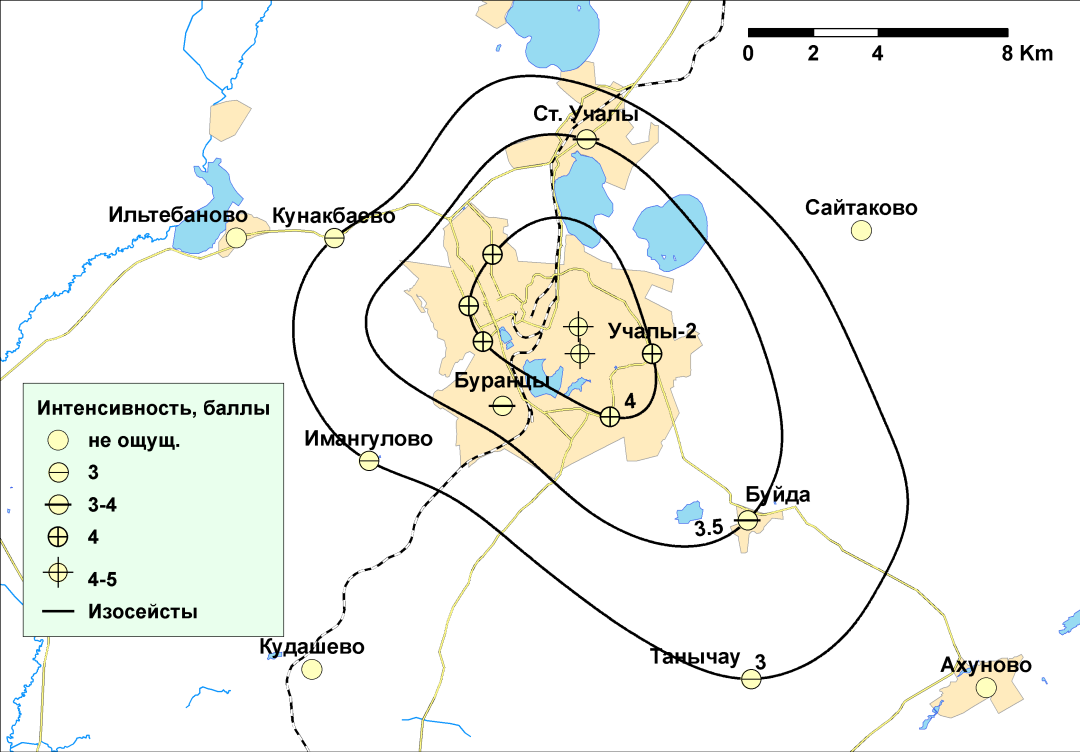 0 2 4 8 Km
Ст. Учалы
Сайтаково
Ильтебаново
Кунакбаево
Учалы-2
Буранцы
4
Интенсивность, баллы
не ощущ.
3
3-4
4
4-5
Изосейсты
Имангулово
Буйда
3.5
Кудашево
Танычау
3
Ахуново